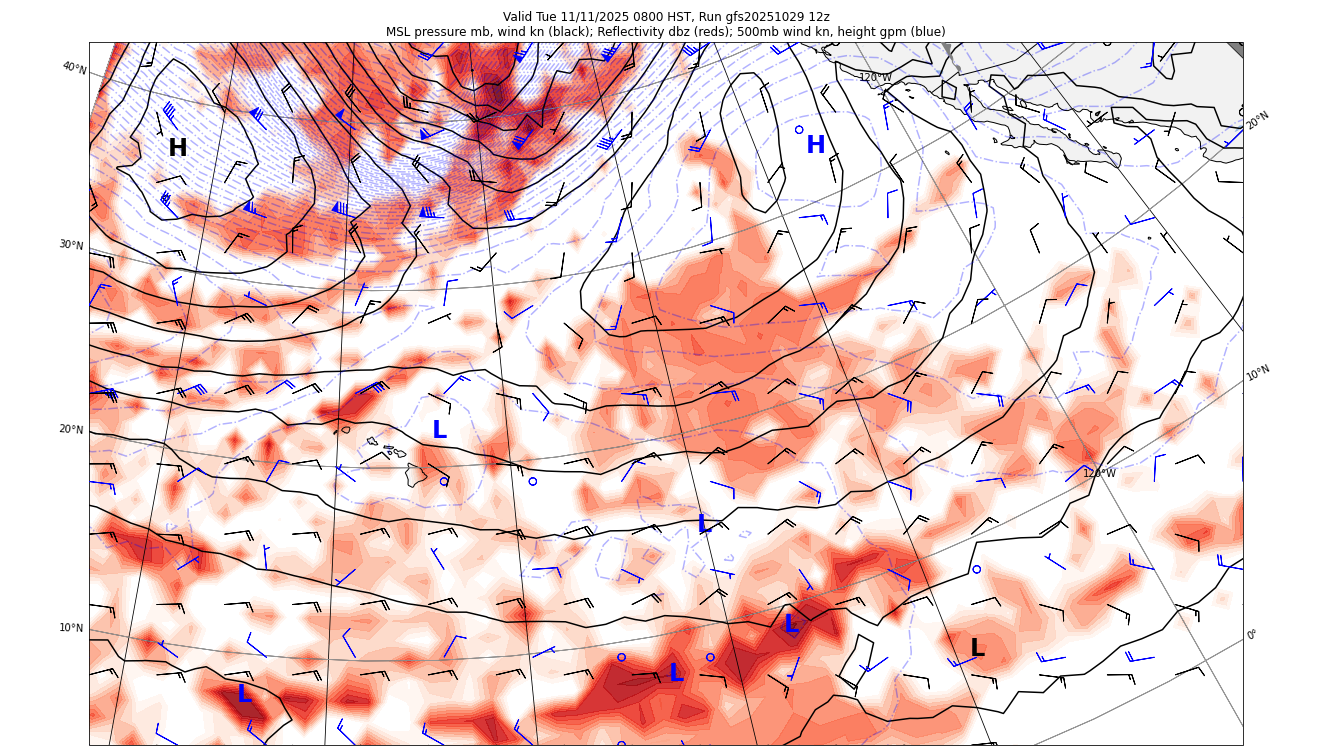 Valid Tue 11/11/2025 0800 HST, Run gfs20251029 12z
MSL pressure mb, wind kn (black); Reflectivity dbz (reds); 500mb wind kn, height gpm (blue)
40°N
120°W
20°N
H
H
30°N
10°N
20°N
L
120°W
L
10°N
L
0°
L
L
L